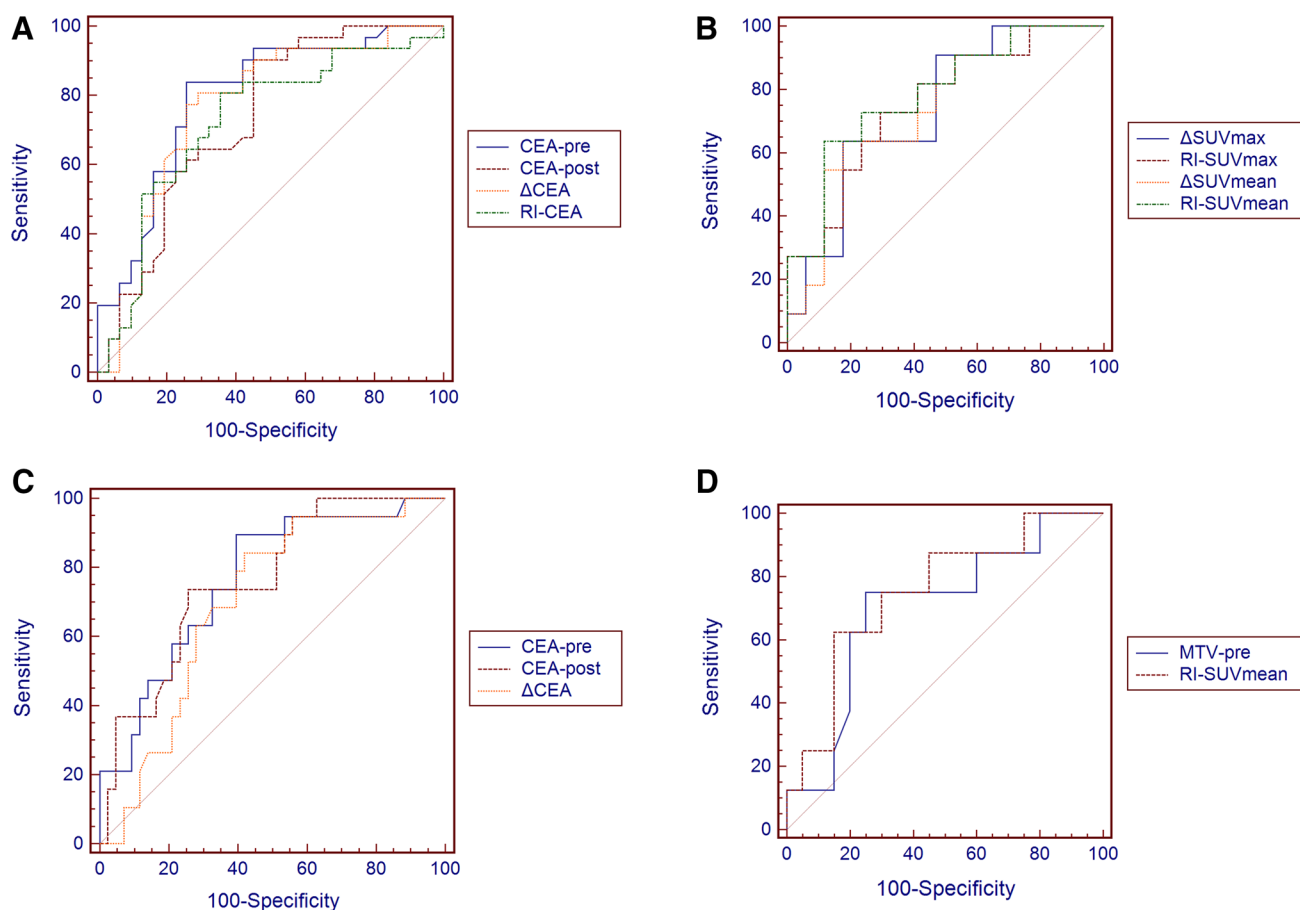 A
100
80
60
40
20
0
Sensitivity
0 20 40 60 80 100
100-Specificity
CEA-pre
CEA-post
ΔCEA
RI-CEA
B
100
80
60
40
20
0
Sensitivity
0 20 40 60 80 100
100-Specificity
ΔSUVmax
RI-SUVmax
ΔSUVmean
RI-SUVmean
C
100
80
60
40
20
0
Sensitivity
0 20 40 60 80 100
100-Specificity
CEA-pre
CEA-post
ΔCEA
D
100
80
60
40
20
0
Sensitivity
0 20 40 60 80 100
100-Specificity
MTV-pre
RI-SUVmean